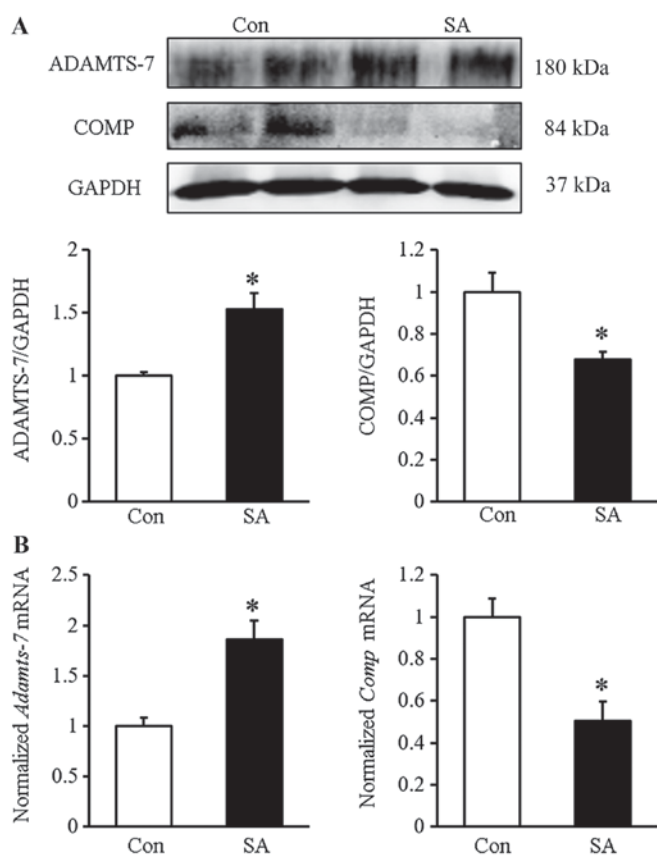 A
Con SA
ADAMTS-7 180 kDa
COMP 84 kDa
GAPDH 37 kDa
ADAMTS-7/GAPDH
2
1.5
1
0.5
0
*
Con SA
COMP/GAPDH
1.2
1
0.8
0.6
0.4
0.2
0
*
Con SA
B
Normalized Adamts-7 mRNA
2.5
2
1.5
1
0.5
0
*
Con SA
Normalized Comp mRNA
1.2
1
0.8
0.6
0.4
0.2
0
*
Con SA